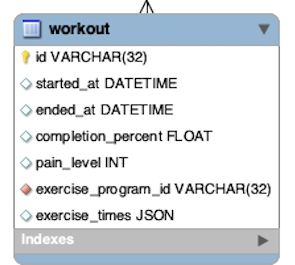 workout
id VARCHAR(32)
started_at DATETIME
ended_at DATETIME
completion_percent FLOAT
pain_level INT
exercise_program_id VARCHAR(32)
exercise_times JSON
Indexes